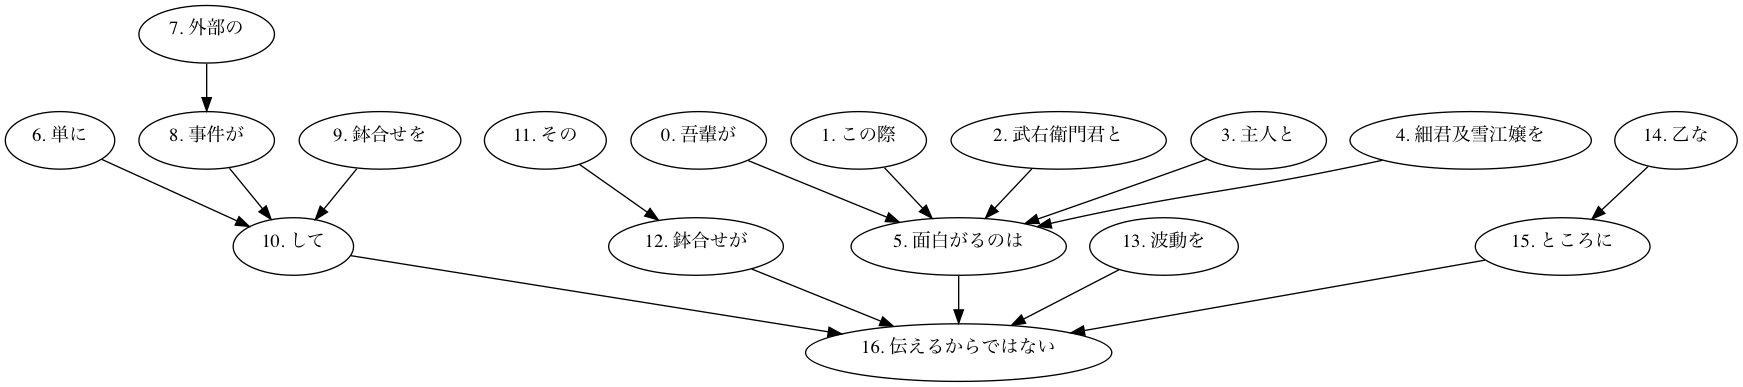 7. 外部の
6. 単に
8. 事件が
9. 鉢合せを
11. その
0. 吾輩が
1. この際
2. 武右衛門君と
3. 主人と
4. 細君及雪江嬢を
14. 乙な
10. して
12. 鉢合せが
5. 面白がるのは
13. 波動を
15. ところに
16. 伝えるからではない